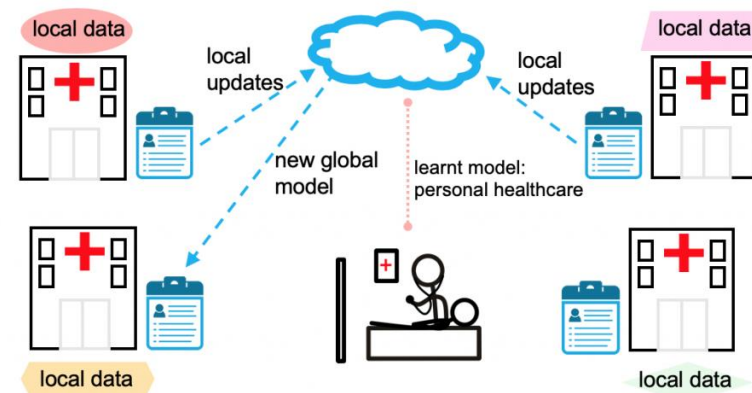 local data
local
updates
local data
local
updates
new global
model
learnt model:
personal healthcare
local data
local data